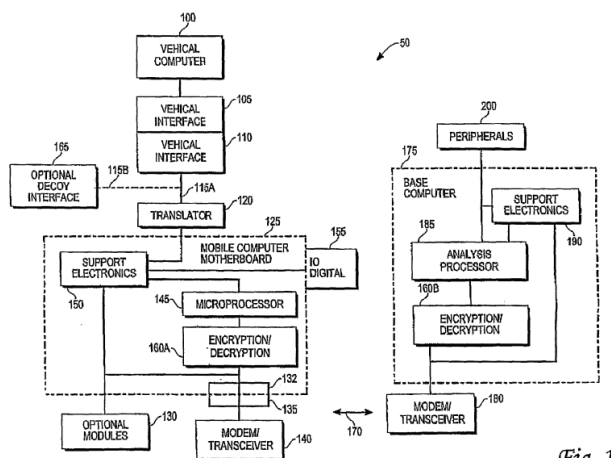 100
50
VEHICAL
COMPUTER
105
VEHICAL
INTERFACE
110
VEHICAL
INTERFACE
200
PERIPHERALS
165
OPTIONAL
DECOY
INTERFACE
115B
115A
120
TRANSLATOR
175
BASE
COMPUTER
SUPPORT
ELECTRONICS
190
125
MOBILE COMPUTER
MOTHERBOARD
155
IO
DIGITAL
SUPPORT
ELECTRONICS
150
185
ANALYSIS
PROCESSOR
145
MICROPROCESSOR
160B
ENCRYPTION/
DECRYPTION
160A
ENCRYPTION/
DECRYPTION
132
135
OPTIONAL
MODULES
130
MODEM/
TRANSCEIVER
140
170
MODEM/
TRANSCEIVER
180
Fig. 1